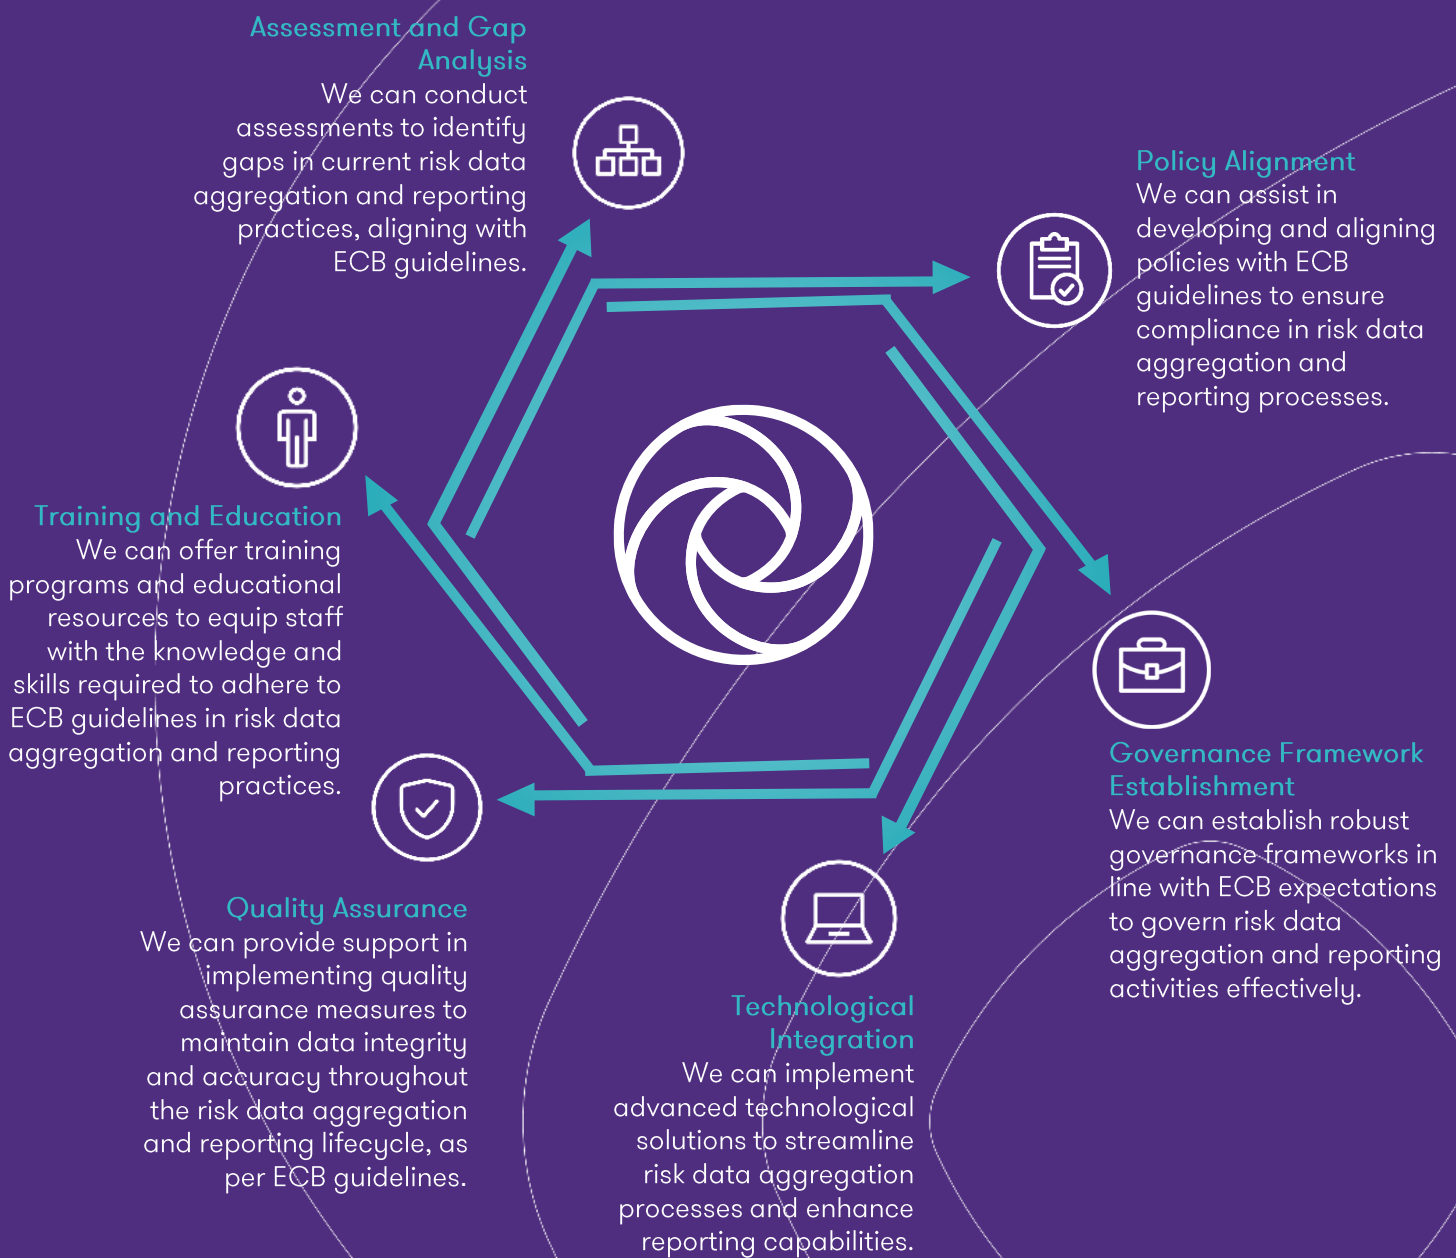 Assessment and Gap
Analysis
We can conduct
assessments to identify
gaps in current risk data
aggregation and reporting
practices, aligning with
ECB guidelines.
Policy Alignment
We can assist in
developing and aligning
policies with ECB
guidelines to ensure
compliance in risk data
aggregation and
reporting processes.
Training and Education
We can offer training
programs and educational
resources to equip staff
with the knowledge and
skills required to adhere to
ECB guidelines in risk data
aggregation and reporting
practices.
Governance Framework
Establishment
We can establish robust
governance frameworks in
line with ECB expectations
to govern risk data
aggregation and reporting
activities effectively.
Quality Assurance
We can provide support in
implementing quality
assurance measures to
maintain data integrity
and accuracy throughout
the risk data aggregation
and reporting lifecycle, as
per ECB guidelines.
Technological
Integration
We can implement
advanced technological
solutions to streamline
risk data aggregation
processes and enhance
reporting capabilities.